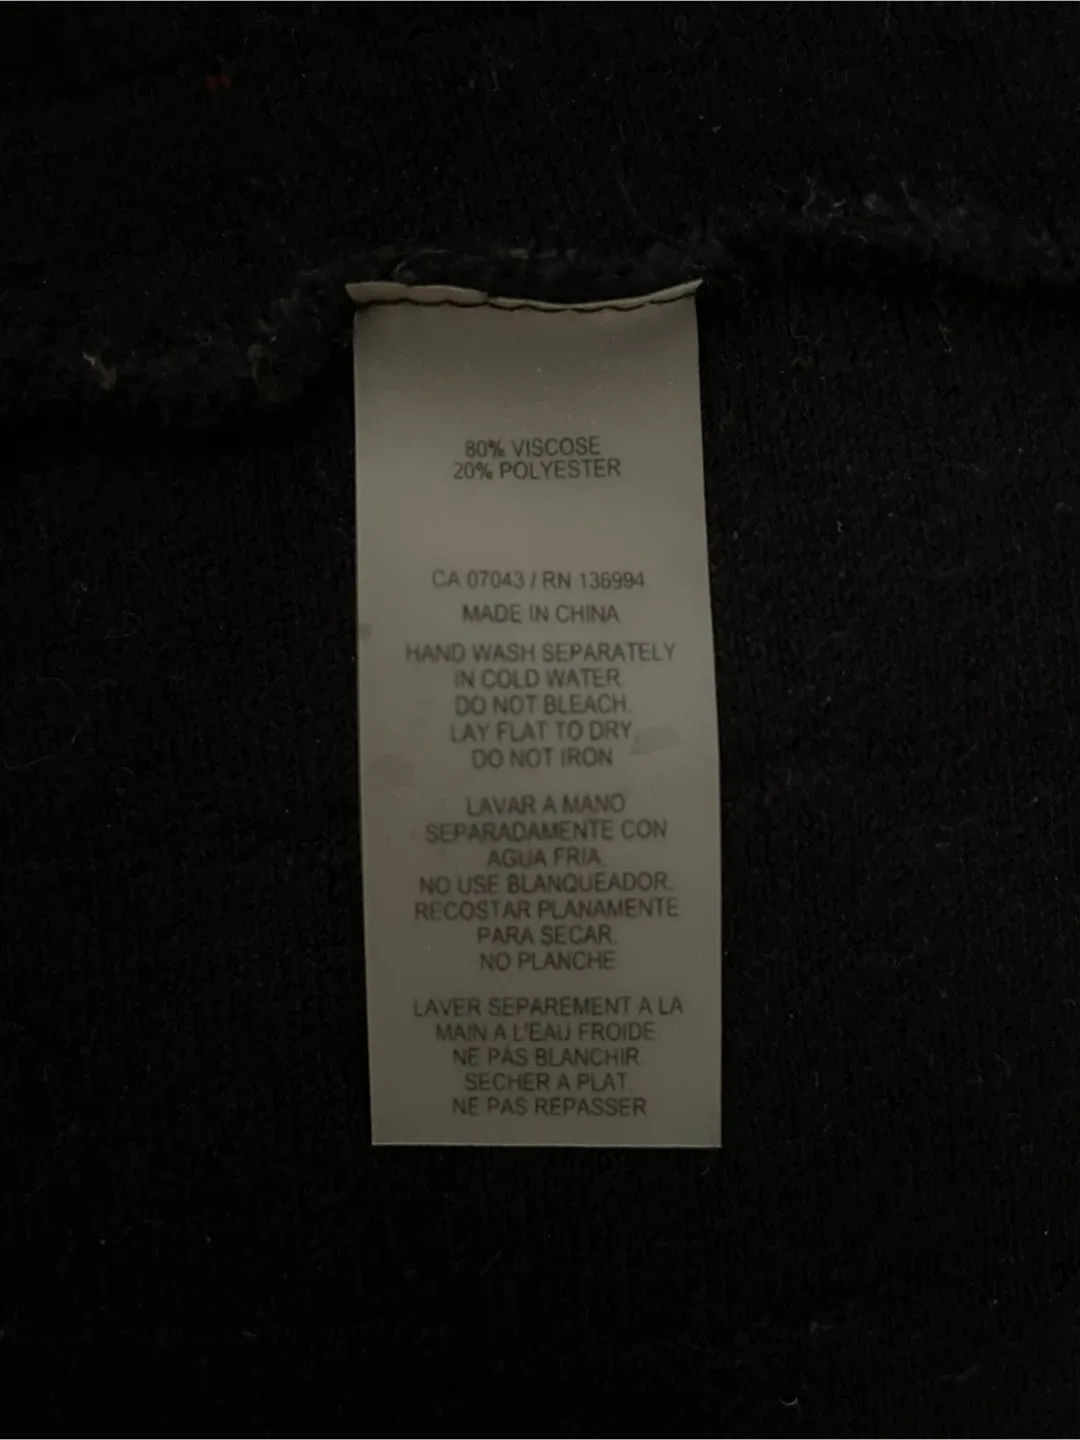 80% VISCOSE
20% POLYESTER
CA 07043 / RN 136994
MADE IN CHINA
HAND WASH SEPARATELY
IN COLD WATER.
DO NOT BLEACH.
LAY FLAT TO DRY.
DO NOT IRON
LAVAR A MANO
SEPARADAMENTE CON
AGUA FRIA.
NO USE BLANQUEADOR.
RECOSTAR PLANAMENTE
PARA SECAR.
NO PLANCHE.
LAVER SEPAREMENT A LA
MAIN A L'EAU FROIDE.
NE PAS BLANCHIR
SECHER A PLAT.
NE PAS REPASSER